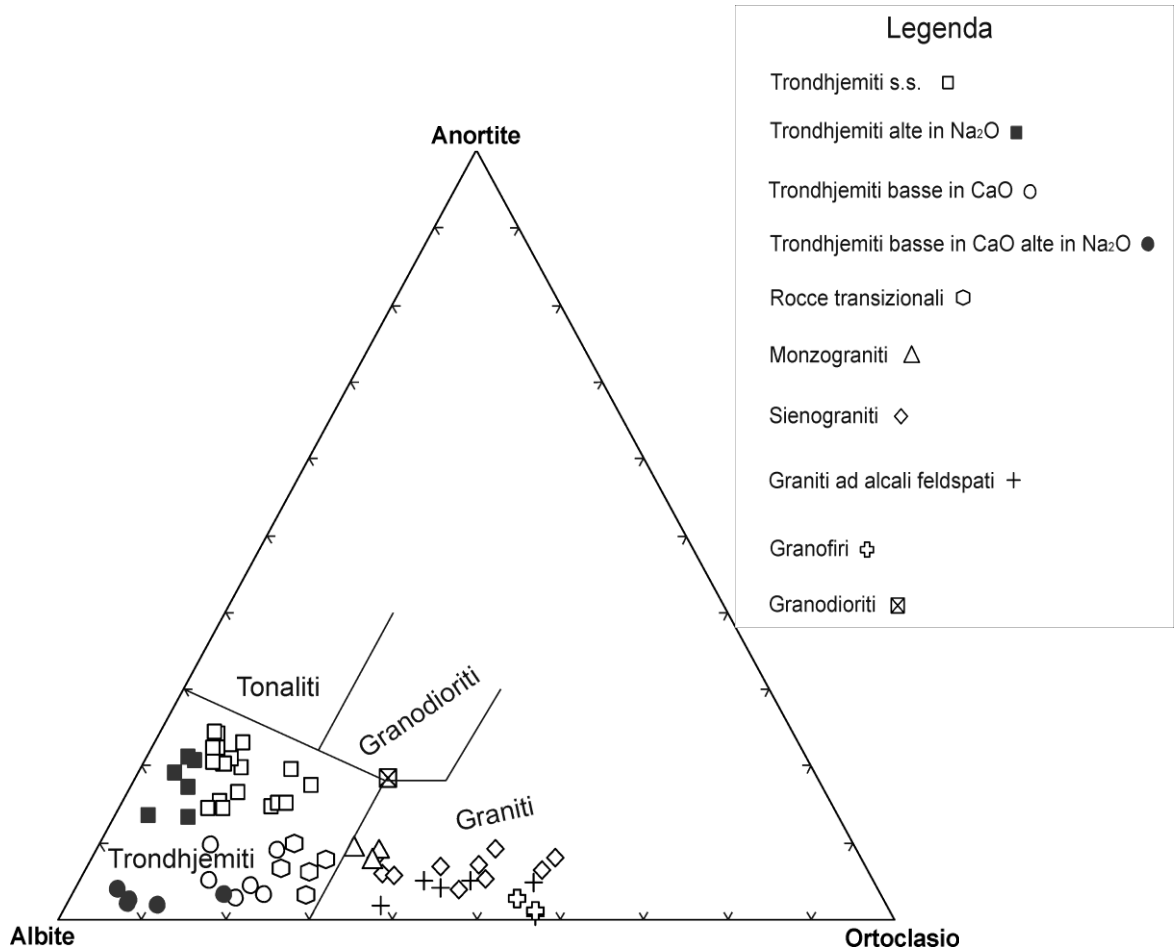 Legenda
Trondhjemiti s.s.
Trondhjemiti alte in Na₂O
Trondhjemiti basse in CaO
Trondhjemiti basse in CaO alte in Na₂O
Rocce transizionali
Monzograniti
Sienograniti
Graniti ad alcali feldspati
Granofiri
Granodioriti
Anortite
Tonaliti
Granodioriti
Graniti
Trondhjemiti
Albite
Ortoclasio